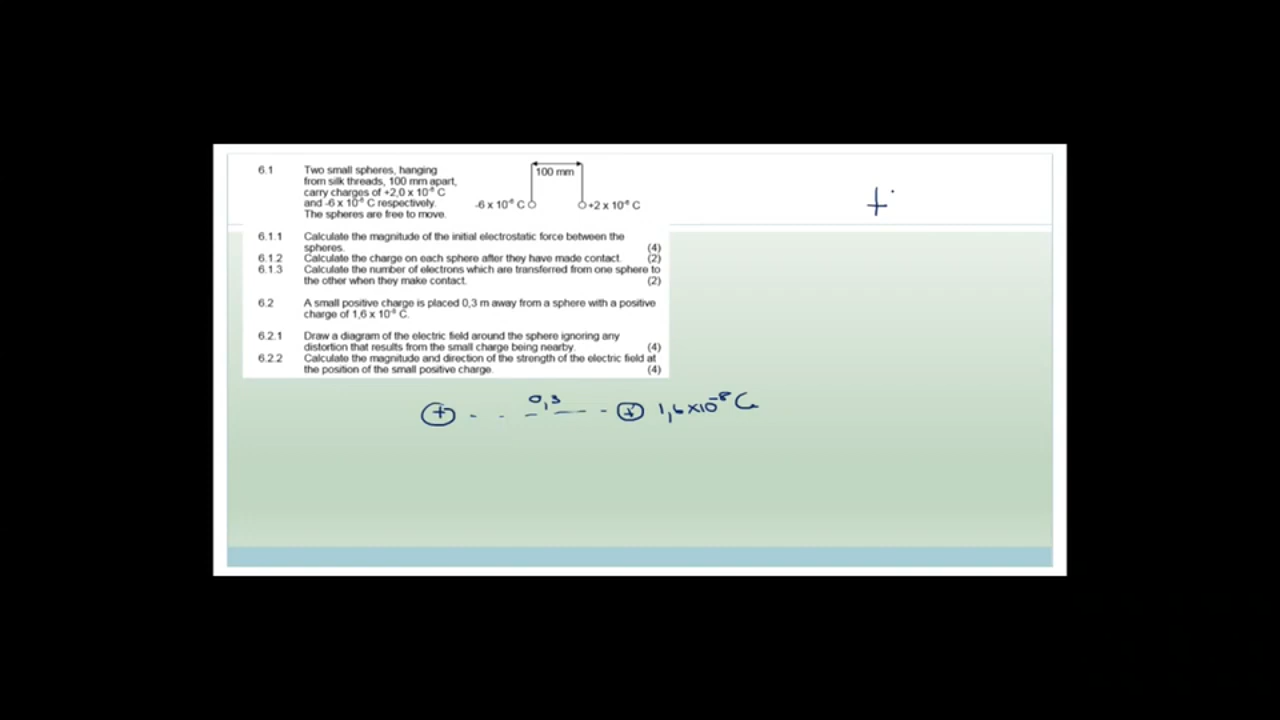 6.1 Two small spheres, hanging
from silk threads, 100 mm apart,
carry charges of +2,0 x 10⁻⁶ C
and -6 x 10⁻⁶ C respectively.
The spheres are free to move.
100 mm
-6 x 10⁻⁶ C
+2 x 10⁻⁶ C
6.1.1 Calculate the magnitude of the initial electrostatic force between the
spheres. (4)
6.1.2 Calculate the charge on each sphere after they have made contact. (2)
6.1.3 Calculate the number of electrons which are transferred from one sphere to
the other when they make contact. (2)
6.2 A small positive charge is placed 0,3 m away from a sphere with a positive
charge of 1,6 x 10⁻⁸ C.
6.2.1 Draw a diagram of the electric field around the sphere ignoring any
distortion that results from the small charge being nearby. (4)
6.2.2 Calculate the magnitude and direction of the strength of the electric field at
the position of the small positive charge. (4)
+
+ 0,3 + 1,6x10⁻⁸ C